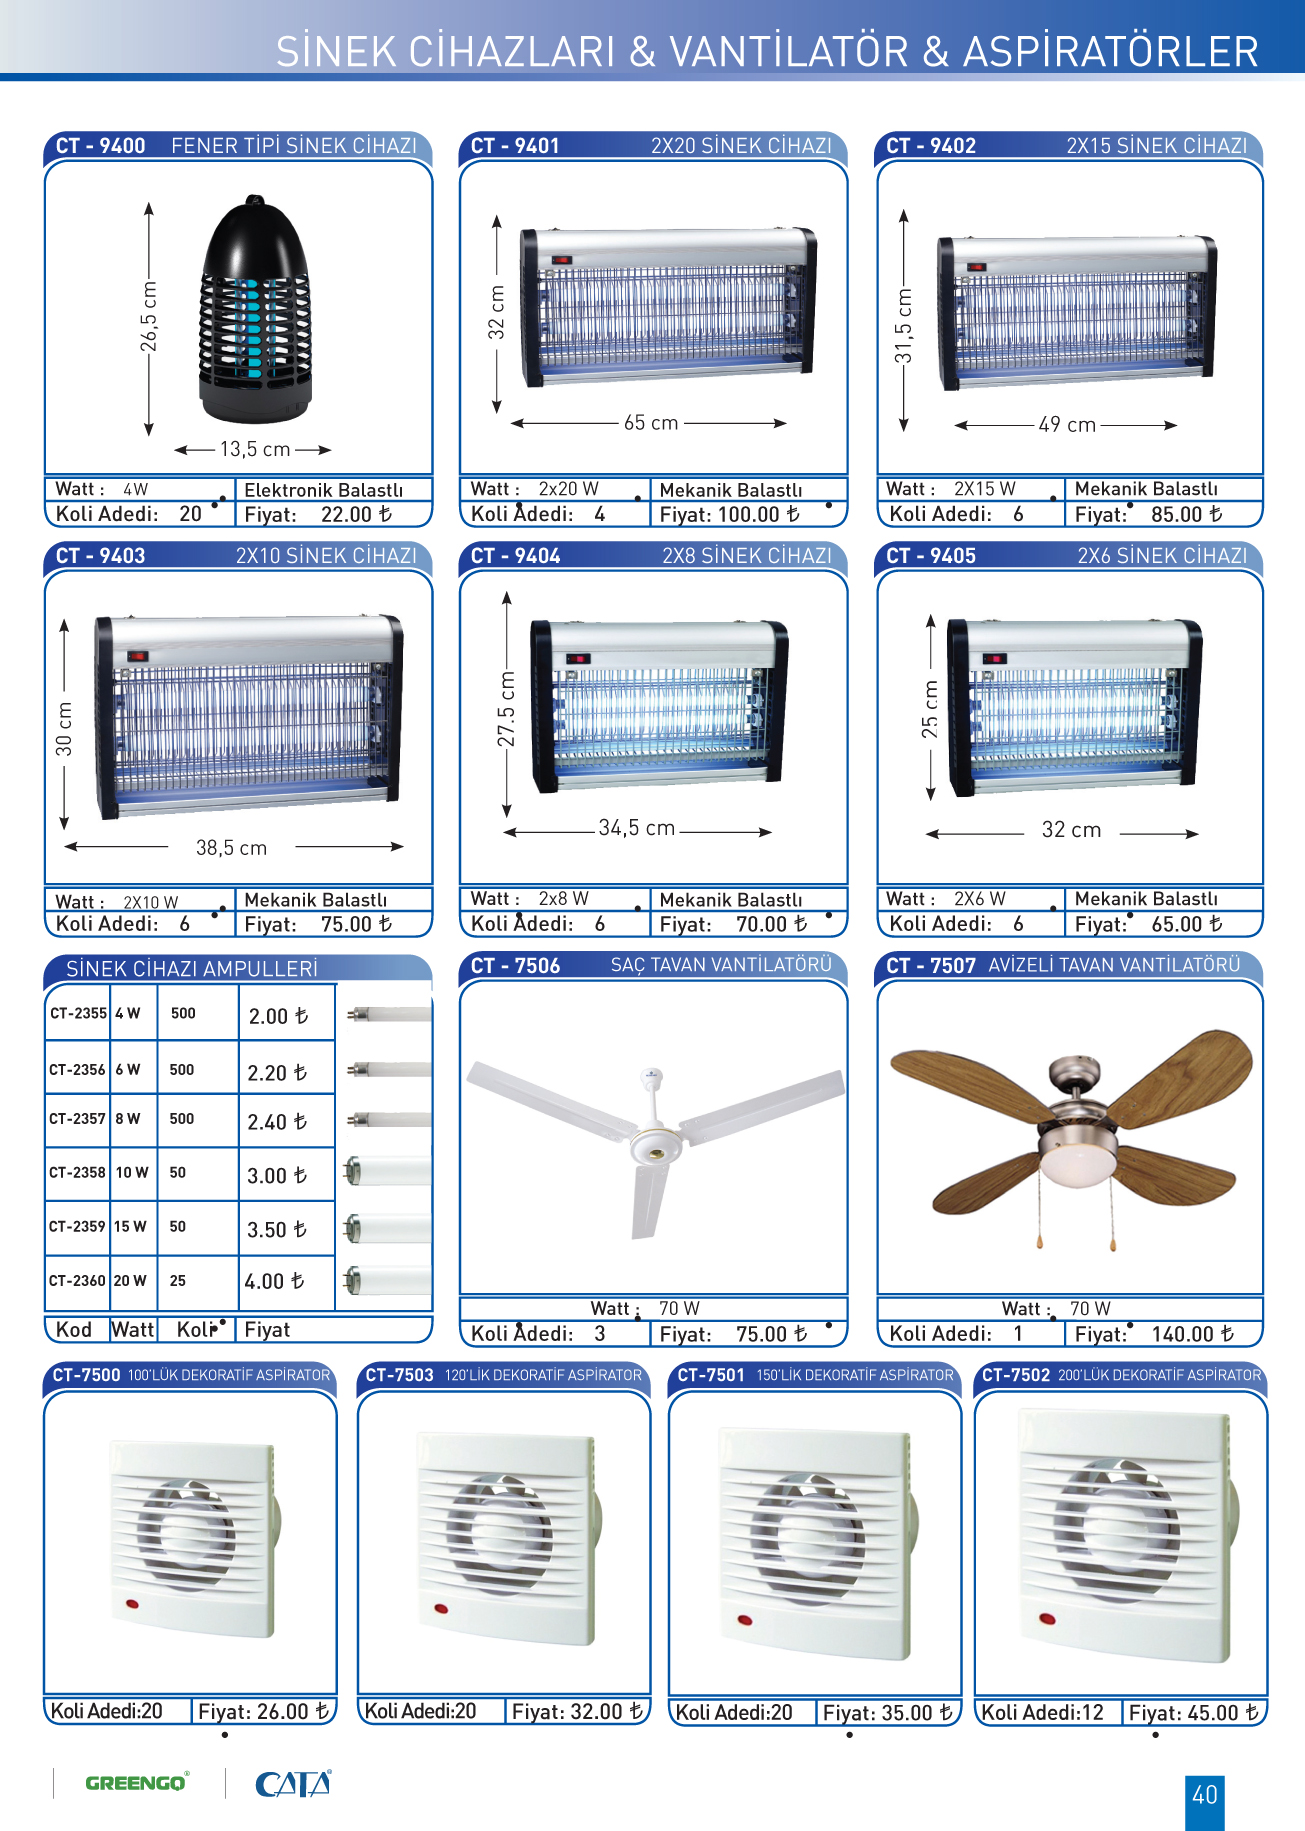 SİNEK CİHAZLARI & VANTİLATÖR & ASPİRATÖRLER
CT - 9400 FENER TİPİ SİNEK CİHAZI
26,5 cm
13,5 cm
Watt : 4W Elektronik Balastlı
Koli Adedi: 20 Fiyat: 22.00 ₺
CT - 9401 2X20 SİNEK CİHAZI
32 cm
65 cm
Watt : 2x20 W Mekanik Balastlı
Koli Adedi: 4 Fiyat: 100.00 ₺
CT - 9402 2X15 SİNEK CİHAZI
31,5 cm
49 cm
Watt : 2X15 W Mekanik Balastlı
Koli Adedi: 6 Fiyat: 85.00 ₺
CT - 9403 2X10 SİNEK CİHAZI
30 cm
38,5 cm
Watt : 2X10 W Mekanik Balastlı
Koli Adedi: 6 Fiyat: 75.00 ₺
CT - 9404 2X8 SİNEK CİHAZI
27.5 cm
34,5 cm
Watt : 2x8 W Mekanik Balastlı
Koli Adedi: 6 Fiyat: 70.00 ₺
CT - 9405 2X6 SİNEK CİHAZI
25 cm
32 cm
Watt : 2X6 W Mekanik Balastlı
Koli Adedi: 6 Fiyat: 65.00 ₺
SİNEK CİHAZI AMPULLERİ
CT-2355 4 W 500 2.00 ₺
CT-2356 6 W 500 2.20 ₺
CT-2357 8 W 500 2.40 ₺
CT-2358 10 W 50 3.00 ₺
CT-2359 15 W 50 3.50 ₺
CT-2360 20 W 25 4.00 ₺
Kod Watt Koli Fiyat
CT - 7506 SAÇ TAVAN VANTİLATÖRÜ
Watt : 70 W
Koli Adedi: 3 Fiyat: 75.00 ₺
CT - 7507 AVİZELİ TAVAN VANTİLATÖRÜ
Watt : 70 W
Koli Adedi: 1 Fiyat: 140.00 ₺
CT-7500 100'LÜK DEKORATİF ASPİRATOR
Koli Adedi:20 Fiyat: 26.00 ₺
CT-7503 120'LİK DEKORATİF ASPİRATOR
Koli Adedi:20 Fiyat: 32.00 ₺
CT-7501 150'LİK DEKORATİF ASPİRATOR
Koli Adedi:20 Fiyat: 35.00 ₺
CT-7502 200'LÜK DEKORATİF ASPİRATOR
Koli Adedi:12 Fiyat: 45.00 ₺
GREENGO® CATA®
40